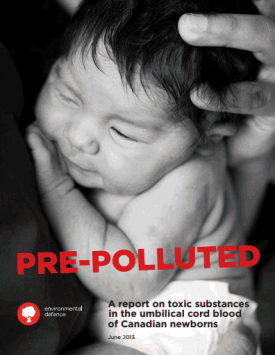 PRE-POLLUTED
environmental
defence
A report on toxic substances
in the umbilical cord blood
of Canadian newborns
June 2013